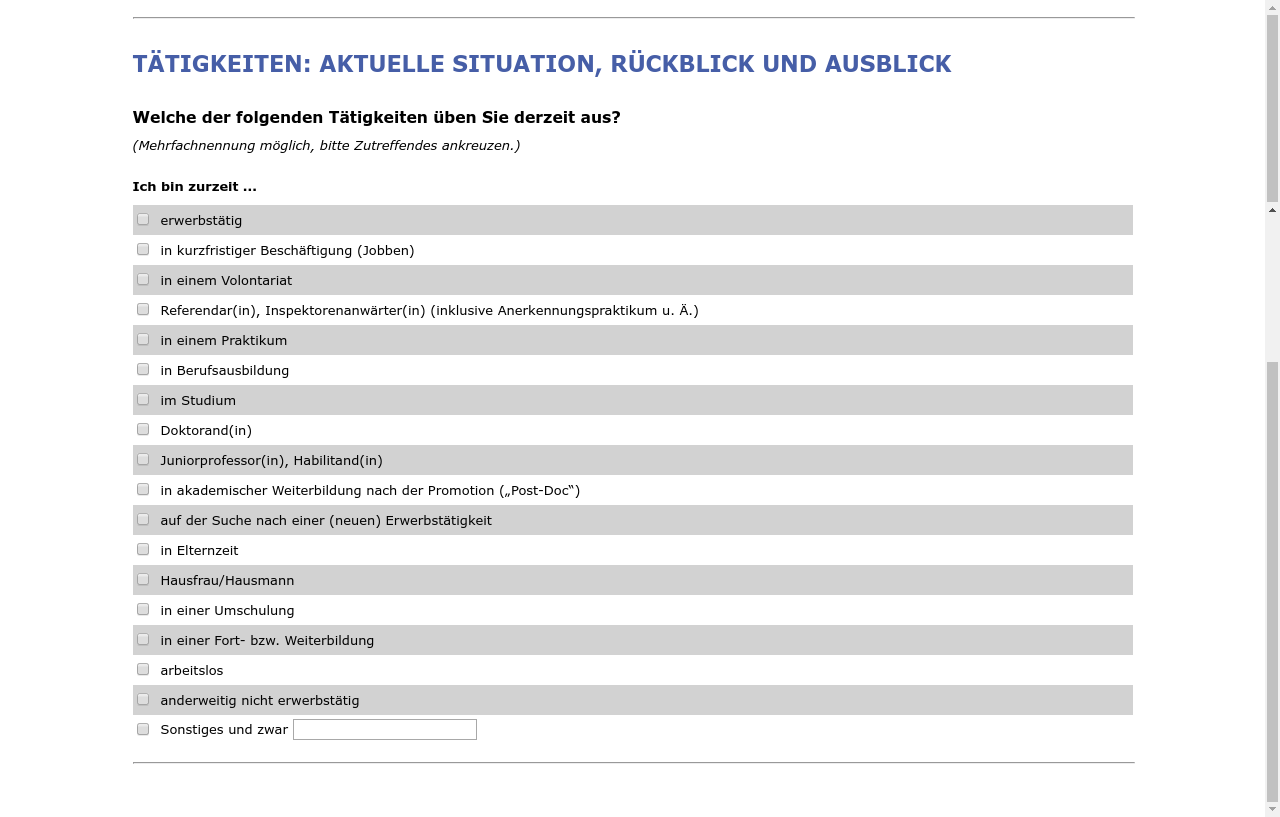 TÄTIGKEITEN: AKTUELLE SITUATION, RÜCKBLICK UND AUSBLICK
Welche der folgenden Tätigkeiten üben Sie derzeit aus?
(Mehrfachnennung möglich, bitte Zutreffendes ankreuzen.)
Ich bin zurzeit ...
erwerbstätig
in kurzfristiger Beschäftigung (Jobben)
in einem Volontariat
Referendar(in), Inspektorenanwärter(in) (inklusive Anerkennungspraktikum u. Ä.)
in einem Praktikum
in Berufsausbildung
im Studium
Doktorand(in)
Juniorprofessor(in), Habilitand(in)
in akademischer Weiterbildung nach der Promotion („Post-Doc“)
auf der Suche nach einer (neuen) Erwerbstätigkeit
in Elternzeit
Hausfrau/Hausmann
in einer Umschulung
in einer Fort- bzw. Weiterbildung
arbeitslos
anderweitig nicht erwerbstätig
Sonstiges und zwar